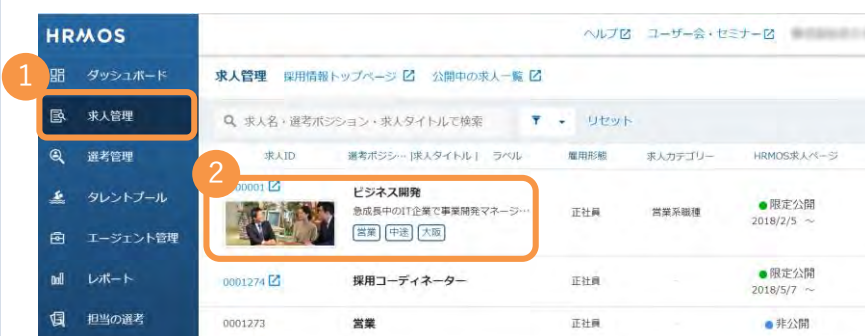 HRMOS
ヘルプ ユーザー会・セミナー
1
ダッシュボード
求人管理 採用情報トップページ 公開中の求人一覧
求人管理
求人名・選考ポジション・求人タイトルで検索 リセット
選考管理
求人ID 選考ポジシ… |求人タイトル | ラベル 雇用形態 求人カテゴリー HRMOS求人ページ
2
00001
ビジネス開発
タレントプール
急成長中のIT企業で事業開発マネージ…
正社員 営業系職種 限定公開
2018/2/5 ～
営業 中途 大阪
エージェント管理
レポート
0001274 採用コーディネーター 正社員 - 限定公開
2018/5/7 ～
担当の選考
0001273 営業 正社員 非公開